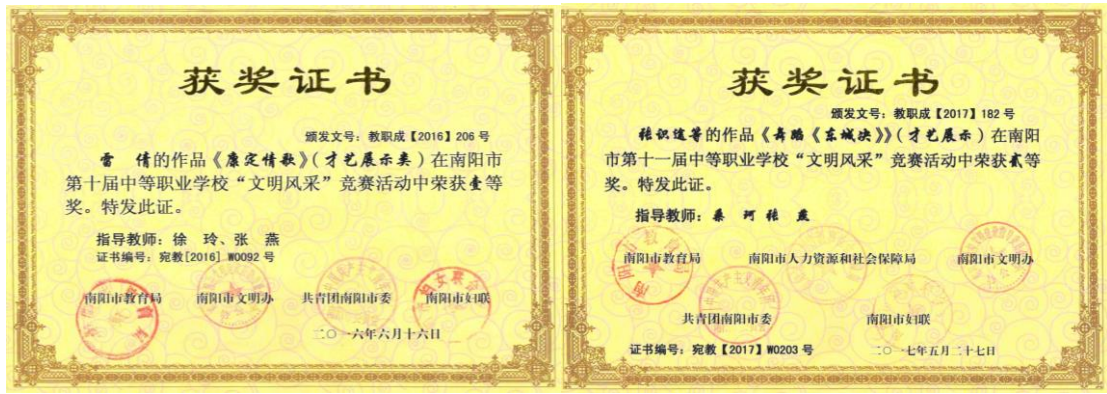 获奖证书
颁发文号：教职成【2016】206号
雷 倩的作品《康定情歌》（才艺展示类）在南阳市
第十届中等职业学校“文明风采”竞赛活动中荣获壹等
奖。特发此证。
指导教师：徐 玲、张 燕
证书编号：宛教[2016] W0092号
南阳市教育局 南阳市文明办 共青团南阳市委 南阳市妇联
二〇一六年六月十六日
获奖证书
颁发文号：教职成【2017】182号
张识途等的作品《舞蹈《东城决》》（才艺展示）在南阳
市第十一届中等职业学校“文明风采”竞赛活动中荣获贰等
奖。特发此证。
指导教师：秦 珂 张 燕
南阳市教育局 南阳市人力资源和社会保障局 南阳市文明办
共青团南阳市委 南阳市妇联
证书编号：宛教【2017】W0203号 二〇一七年五月二十七日